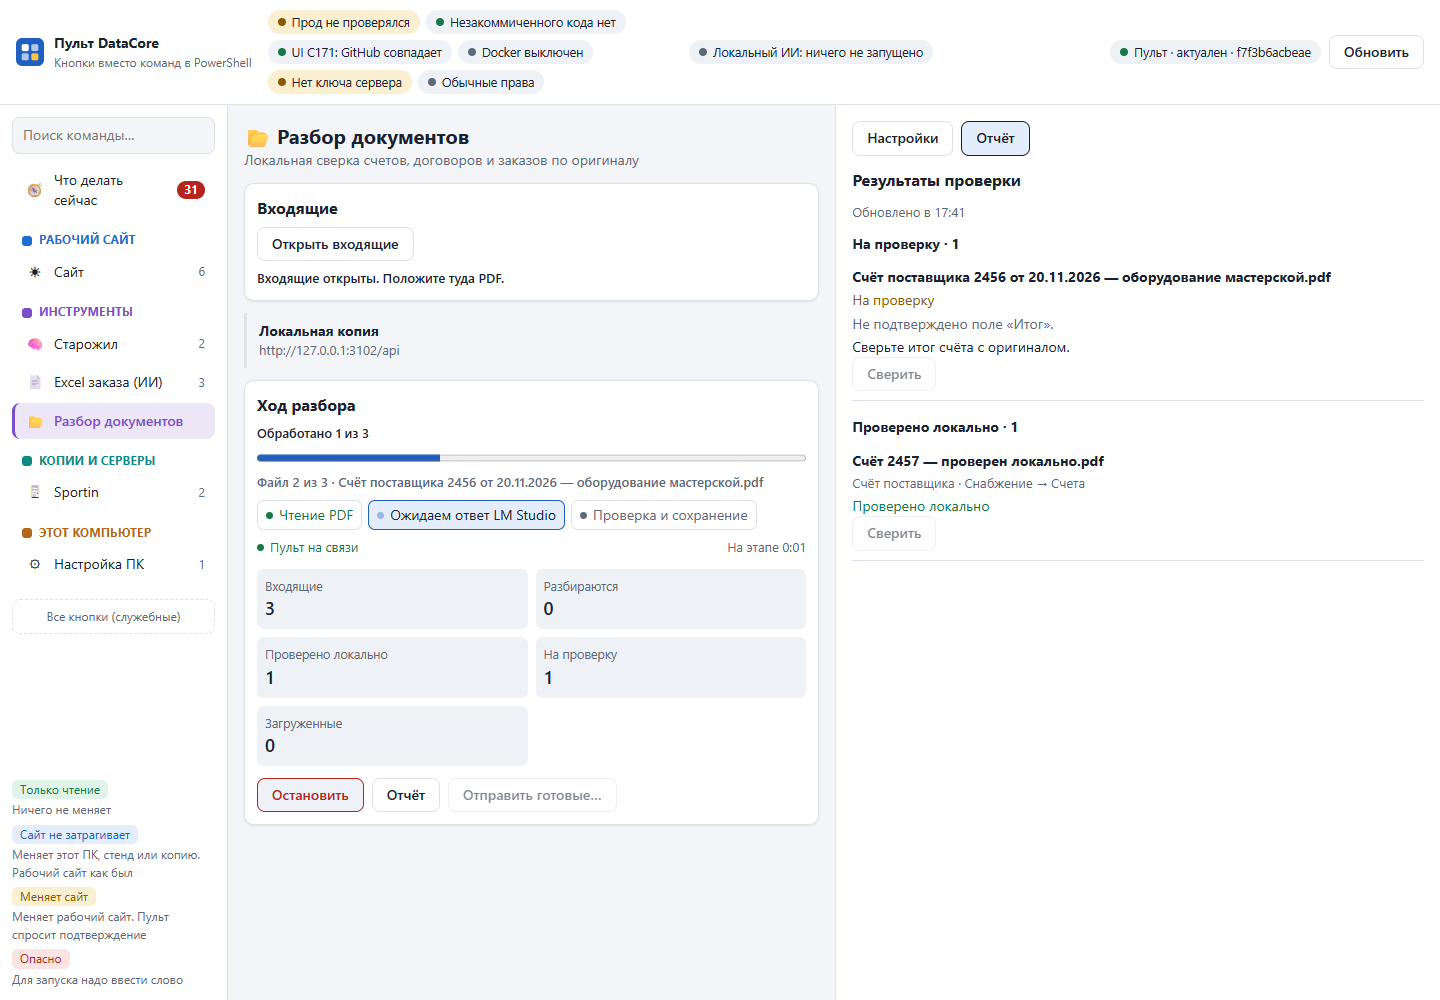 Пульт DataCore
Кнопки вместо команд в PowerShell
Прод не проверялся
Незакоммиченного кода нет
UI C171: GitHub совпадает
Docker выключен
Нет ключа сервера
Обычные права
Локальный ИИ: ничего не запущено
Пульт · актуален · f7f3b6acbeae
Обновить
Поиск команды...
Что делать
сейчас
31
РАБОЧИЙ САЙТ
Сайт 6
ИНСТРУМЕНТЫ
Старожил 2
Excel заказа (ИИ) 3
Разбор документов
КОПИИ И СЕРВЕРЫ
Sportin 2
ЭТОТ КОМПЬЮТЕР
Настройка ПК 1
Все кнопки (служебные)
Только чтение
Ничего не меняет
Сайт не затрагивает
Меняет этот ПК, стенд или копию.
Рабочий сайт как был
Меняет сайт
Меняет рабочий сайт. Пульт
спросит подтверждение
Опасно
Для запуска надо ввести слово
Разбор документов
Локальная сверка счетов, договоров и заказов по оригиналу
Входящие
Открыть входящие
Входящие открыты. Положите туда PDF.
Локальная копия
http://127.0.0.1:3102/api
Ход разбора
Обработано 1 из 3
Файл 2 из 3 · Счёт поставщика 2456 от 20.11.2026 — оборудование мастерской.pdf
Чтение PDF
Ожидаем ответ LM Studio
Проверка и сохранение
Пульт на связи
На этапе 0:01
Входящие
3
Разбираются
0
Проверено локально
1
На проверку
1
Загруженные
0
Остановить
Отчёт
Отправить готовые...
Настройки
Отчёт
Результаты проверки
Обновлено в 17:41
На проверку · 1
Счёт поставщика 2456 от 20.11.2026 — оборудование мастерской.pdf
На проверку
Не подтверждено поле «Итог».
Сверьте итог счёта с оригиналом.
Сверить
Проверено локально · 1
Счёт 2457 — проверен локально.pdf
Счёт поставщика · Снабжение → Счета
Проверено локально
Сверить